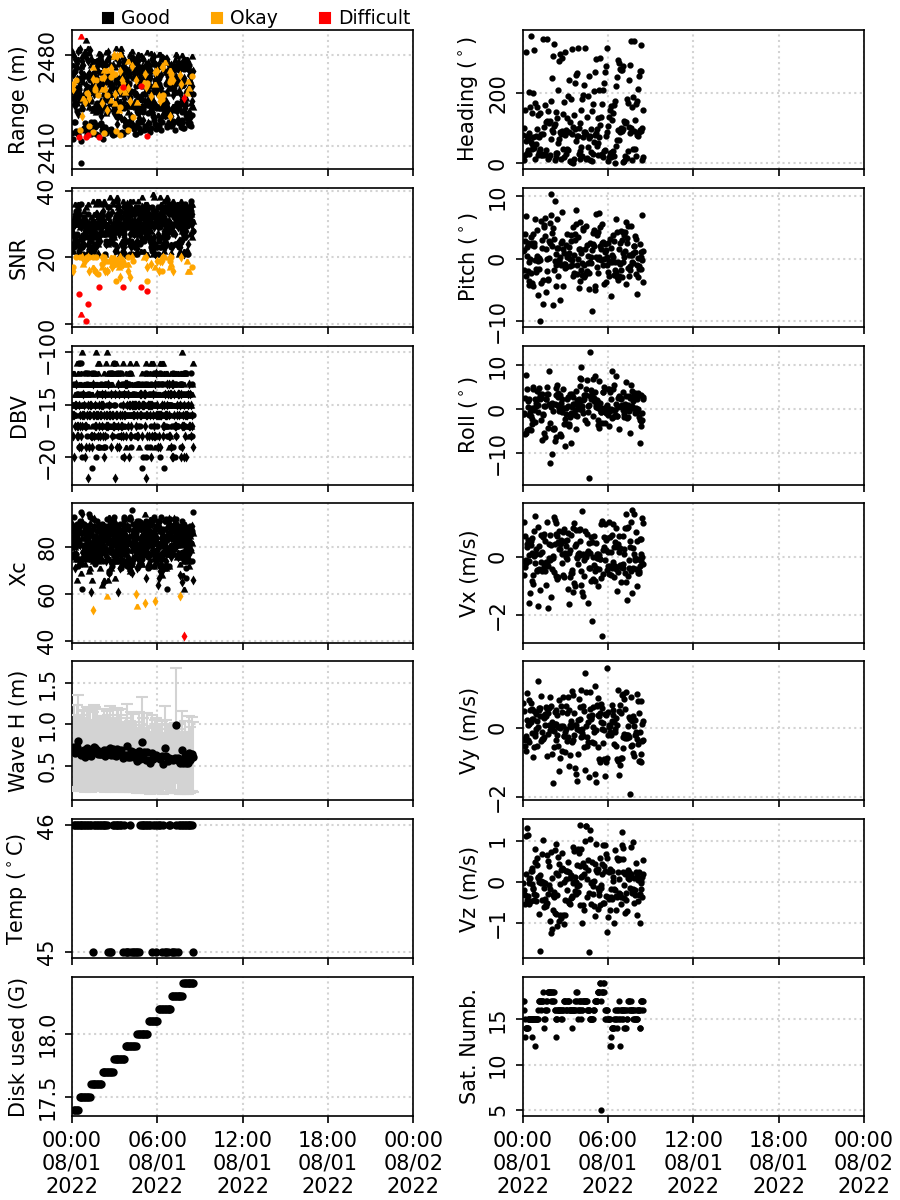 Good Okay Difficult
Range (m) 2480 2410
Heading (°) 200 0
SNR 40 20 0
Pitch (°) 10 0 −10
DBV −10 −15 −20
Roll (°) 10 0 −10
Xc 80 60 40
Vx (m/s) 0 −2
Wave H (m) 1.5 1.0 0.5
Vy (m/s) 0 −2
Temp (°C) 46 45
Vz (m/s) 1 0 −1
Disk used (G) 18.0 17.5
Sat. Numb. 15 10 5
00:00 06:00 12:00 18:00 00:00 00:00 06:00 12:00 18:00 00:00
08/01 08/01 08/01 08/01 08/02 08/01 08/01 08/01 08/01 08/02
2022 2022 2022 2022 2022 2022 2022 2022 2022 2022